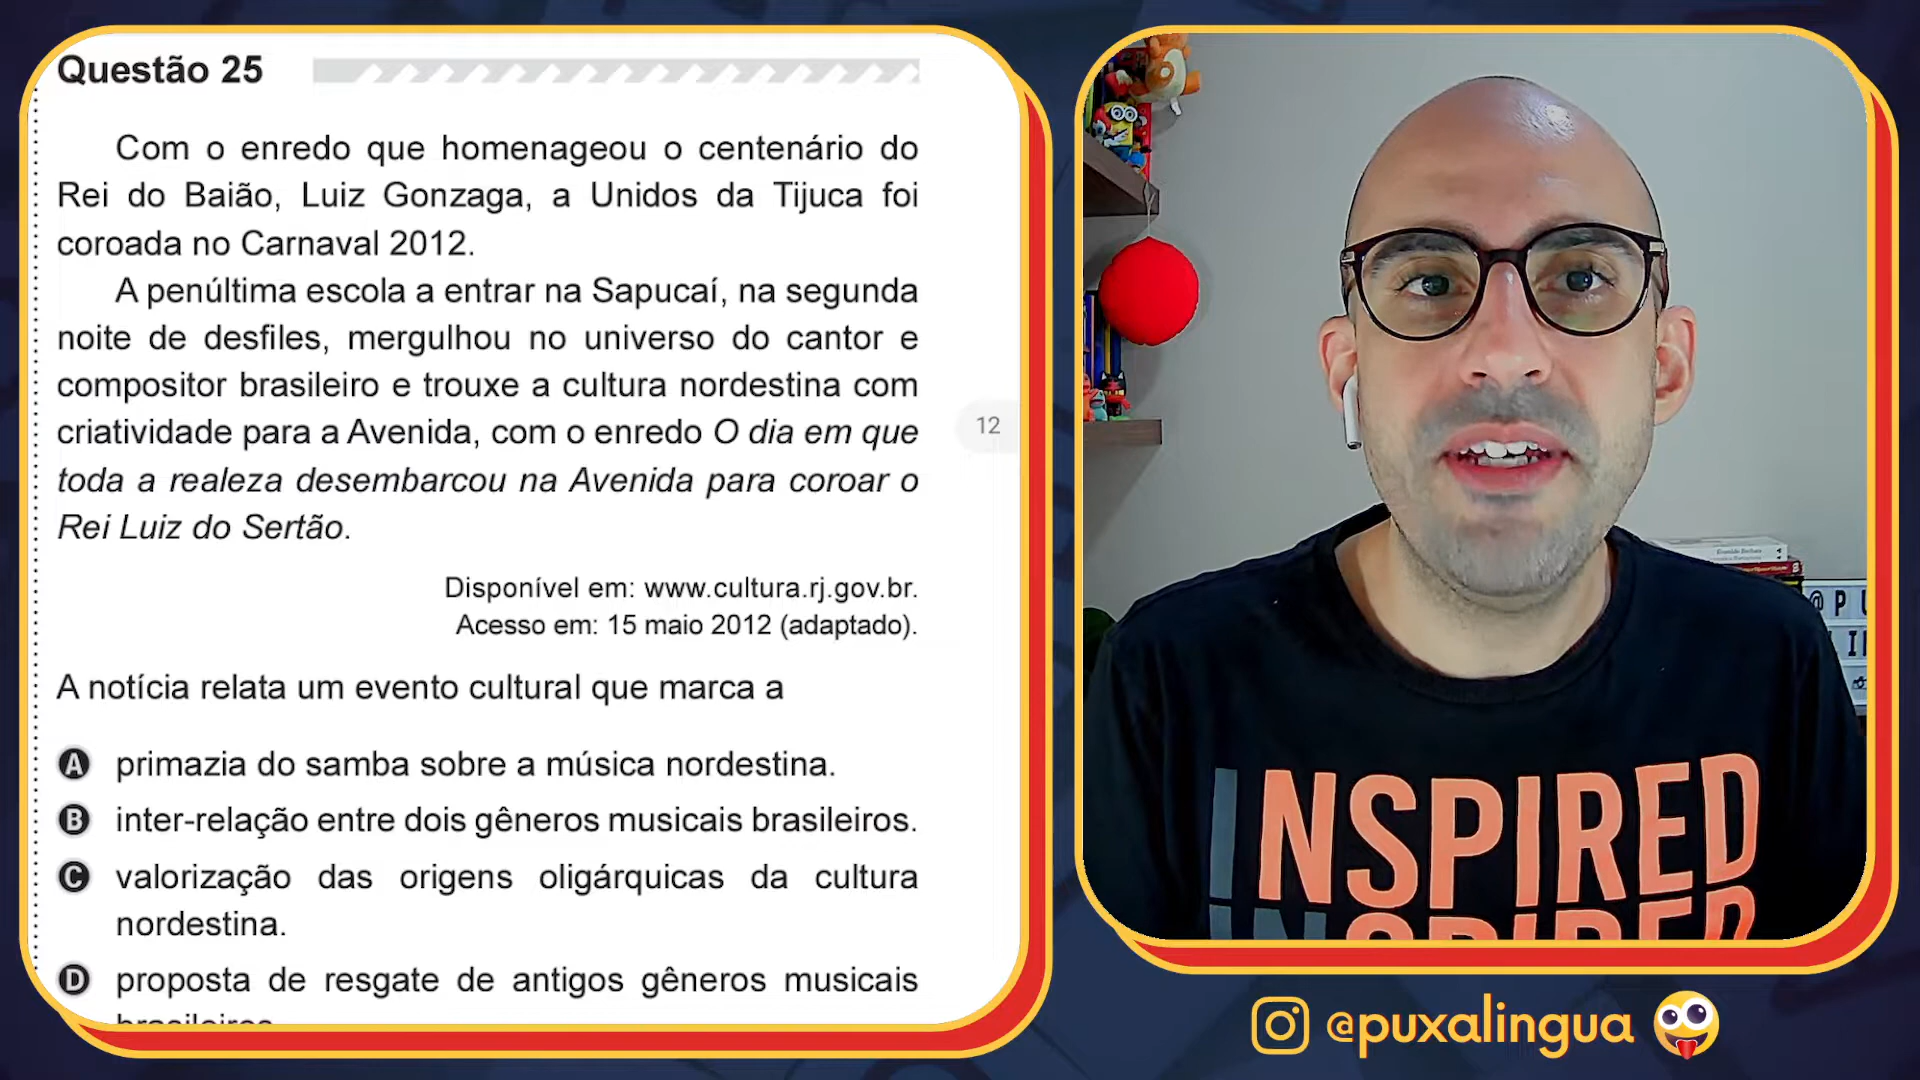 Questão 25
Com o enredo que homenageou o centenário do
Rei do Baião, Luiz Gonzaga, a Unidos da Tijuca foi
coroada no Carnaval 2012.
A penúltima escola a entrar na Sapucaí, na segunda
noite de desfiles, mergulhou no universo do cantor e
compositor brasileiro e trouxe a cultura nordestina com
criatividade para a Avenida, com o enredo O dia em que
toda a realeza desembarcou na Avenida para coroar o
Rei Luiz do Sertão.
Disponível em: www.cultura.rj.gov.br.
Acesso em: 15 maio 2012 (adaptado).
A notícia relata um evento cultural que marca a
A primazia do samba sobre a música nordestina.
B inter-relação entre dois gêneros musicais brasileiros.
C valorização das origens oligárquicas da cultura
nordestina.
D proposta de resgate de antigos gêneros musicais
brasileiros.
12
@PU
LI
INSPIRED
INSPIRED
@puxalingua